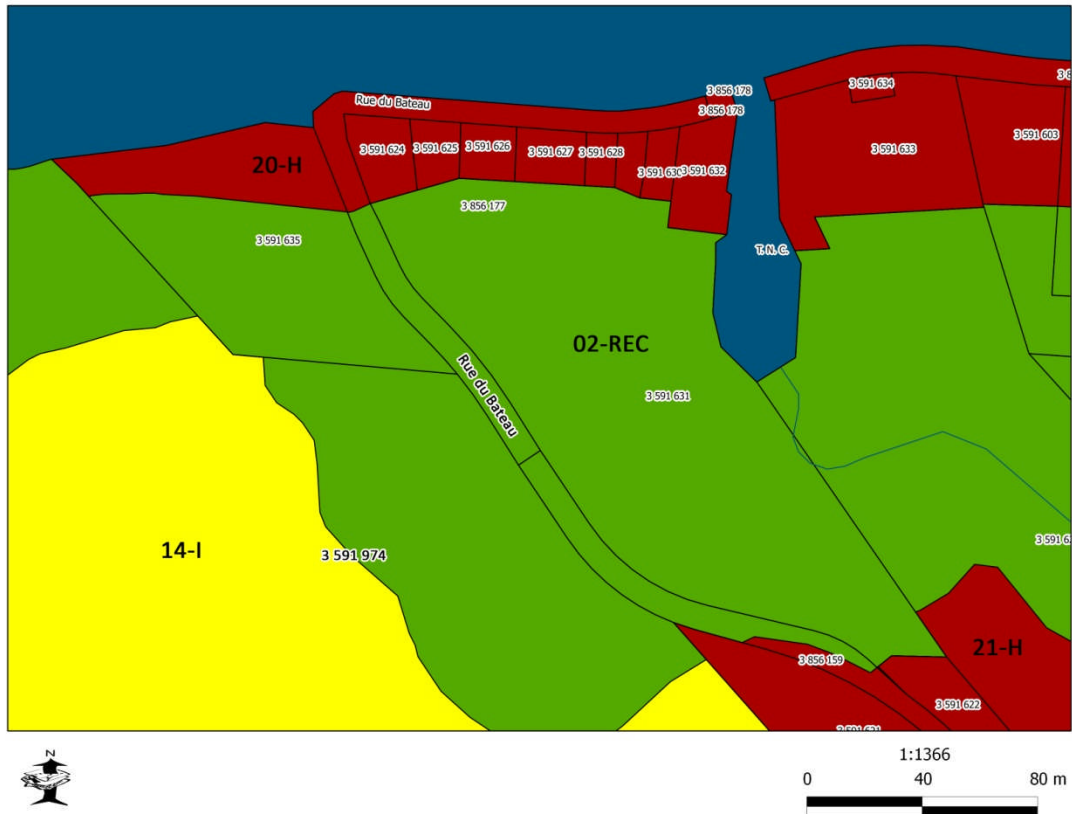 3 856 178
Rue du Bateau
3 591 634
3 856 178
3 591 624
3 591 625
3 591 626
3 591 627
3 591 628
3 591 630
3 591 632
3 591 633
3 591 603
20-H
3 856 177
3 591 635
T. N. C.
02-REC
Rue du Bateau
3 591 631
14-I
3 591 974
21-H
3 856 159
3 591 622
3 591 621
N
1:1366
0 40 80 m